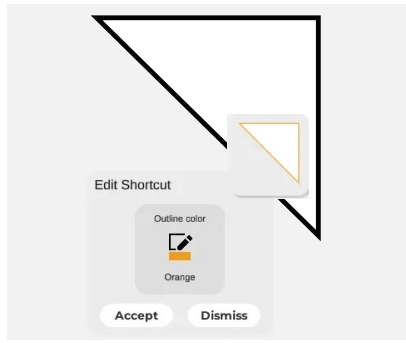 Edit Shortcut
Outline color
Orange
Accept
Dismiss